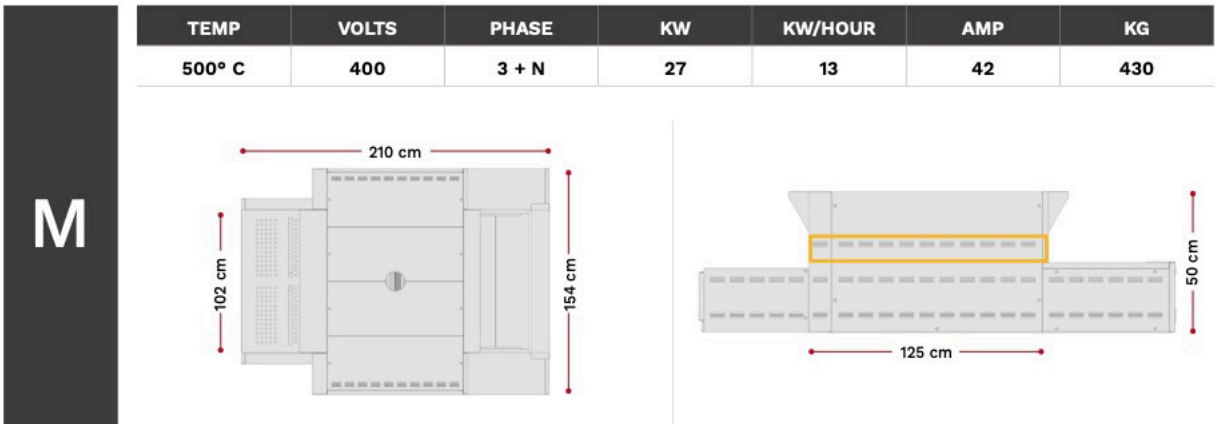 TEMP VOLTS PHASE KW KW/HOUR AMP KG
500° C 400 3 + N 27 13 42 430
M
210 cm
102 cm
154 cm
50 cm
125 cm